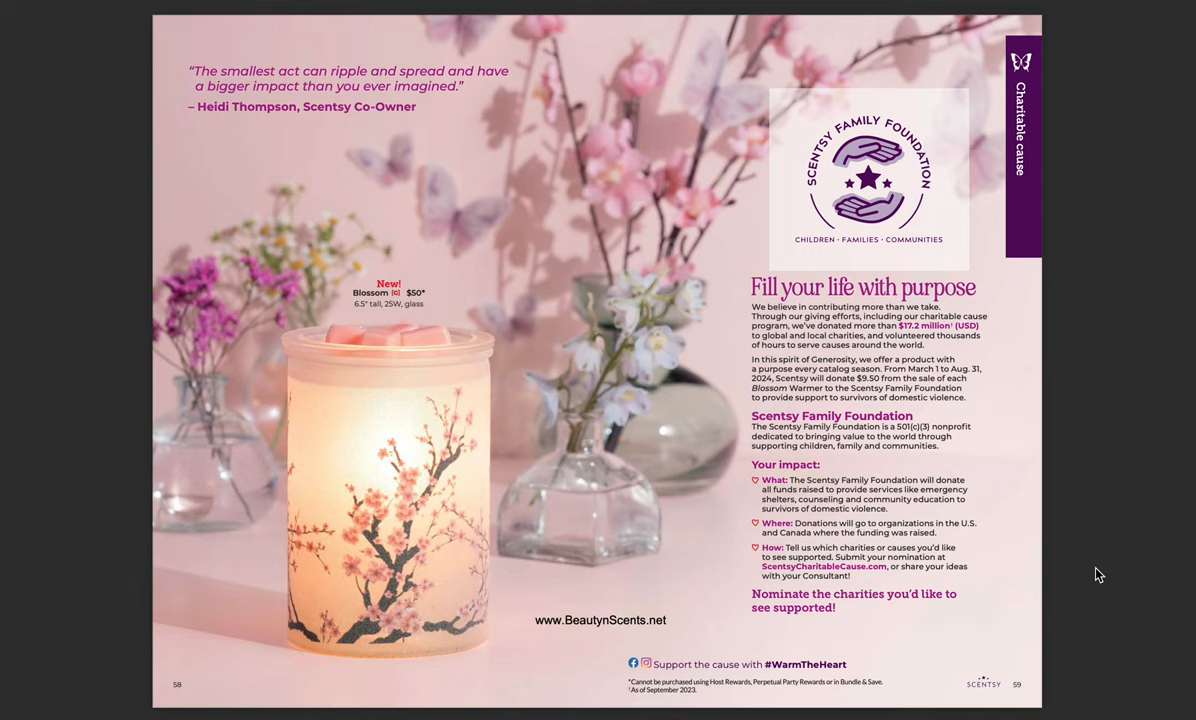 “The smallest act can ripple and spread and have
a bigger impact than you ever imagined.”
– Heidi Thompson, Scentsy Co-Owner
New!
Blossom [G] $50*
6.5" tall, 25W, glass
Charitable cause
SCENTSY FAMILY FOUNDATION
CHILDREN · FAMILIES · COMMUNITIES
Fill your life with purpose
We believe in contributing more than we take.
Through our giving efforts, including our charitable cause
program, we’ve donated more than $17.2 million† (USD)
to global and local charities, and volunteered thousands
of hours to serve causes around the world.
In this spirit of Generosity, we offer a product with
a purpose every catalog season. From March 1 to Aug. 31,
2024, Scentsy will donate $9.50 from the sale of each
Blossom Warmer to the Scentsy Family Foundation
to provide support to survivors of domestic violence.
Scentsy Family Foundation
The Scentsy Family Foundation is a 501(c)(3) nonprofit
dedicated to bringing value to the world through
supporting children, family and communities.
Your impact:
What: The Scentsy Family Foundation will donate
all funds raised to provide services like emergency
shelters, counseling and community education to
survivors of domestic violence.
Where: Donations will go to organizations in the U.S.
and Canada where the funding was raised.
How: Tell us which charities or causes you’d like
to see supported. Submit your nomination at
ScentsyCharitableCause.com, or share your ideas
with your Consultant!
Nominate the charities you’d like to
see supported!
www.BeautynScents.net
Support the cause with #WarmTheHeart
*Cannot be purchased using Host Rewards, Perpetual Party Rewards or in Bundle & Save.
†As of September 2023.
58
SCENTSY 59